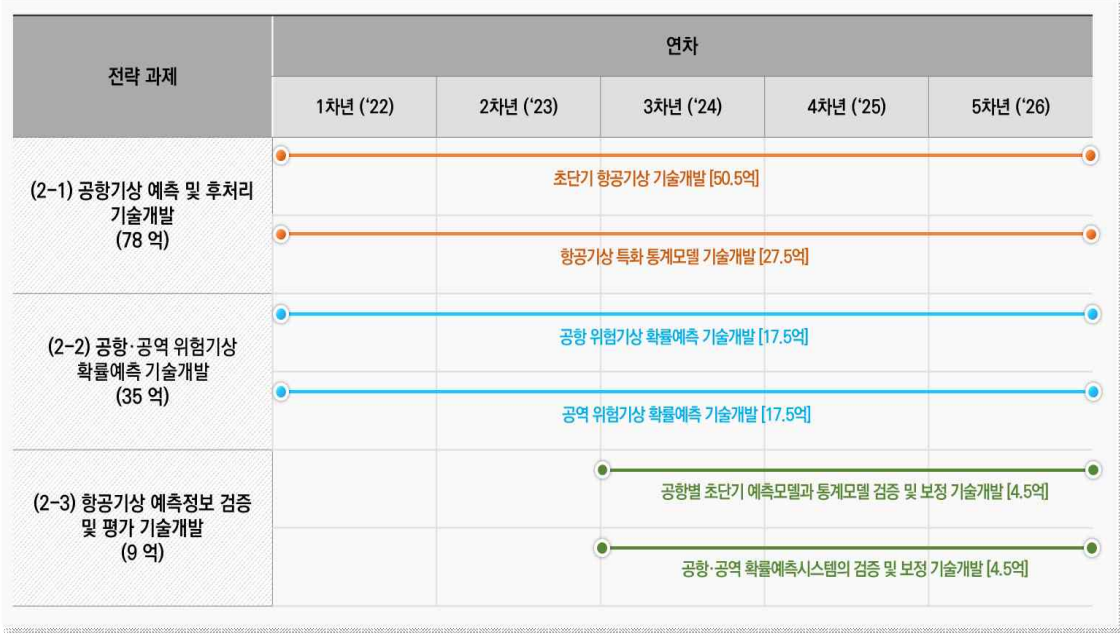 전략 과제
연차
1차년 (‘22)
2차년 (‘23)
3차년 (‘24)
4차년 (‘25)
5차년 (‘26)
(2-1) 공항기상 예측 및 후처리
기술개발
(78 억)
초단기 항공기상 기술개발 [50.5억]
항공기상 특화 통계모델 기술개발 [27.5억]
(2-2) 공항·공역 위험기상
확률예측 기술개발
(35 억)
공항 위험기상 확률예측 기술개발 [17.5억]
공역 위험기상 확률예측 기술개발 [17.5억]
(2-3) 항공기상 예측정보 검증
및 평가 기술개발
(9 억)
공항별 초단기 예측모델과 통계모델 검증 및 보정 기술개발 [4.5억]
공항·공역 확률예측시스템의 검증 및 보정 기술개발 [4.5억]